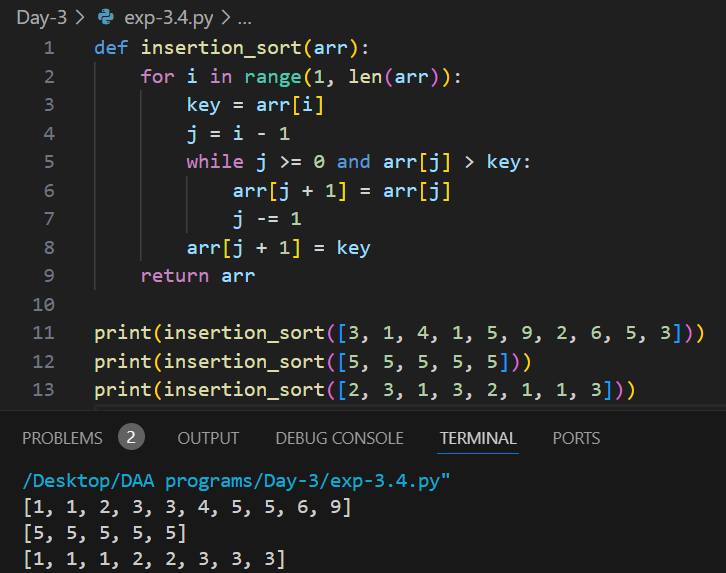 Day-3 > exp-3.4.py > ...
1 def insertion_sort(arr):
2     for i in range(1, len(arr)):
3         key = arr[i]
4         j = i - 1
5         while j >= 0 and arr[j] > key:
6             arr[j + 1] = arr[j]
7             j -= 1
8         arr[j + 1] = key
9     return arr
10
11 print(insertion_sort([3, 1, 4, 1, 5, 9, 2, 6, 5, 3]))
12 print(insertion_sort([5, 5, 5, 5, 5]))
13 print(insertion_sort([2, 3, 1, 3, 2, 1, 1, 3]))
PROBLEMS 2 OUTPUT DEBUG CONSOLE TERMINAL PORTS
/Desktop/DAA programs/Day-3/exp-3.4.py"
[1, 1, 2, 3, 3, 4, 5, 5, 6, 9]
[5, 5, 5, 5, 5]
[1, 1, 1, 2, 2, 3, 3, 3]